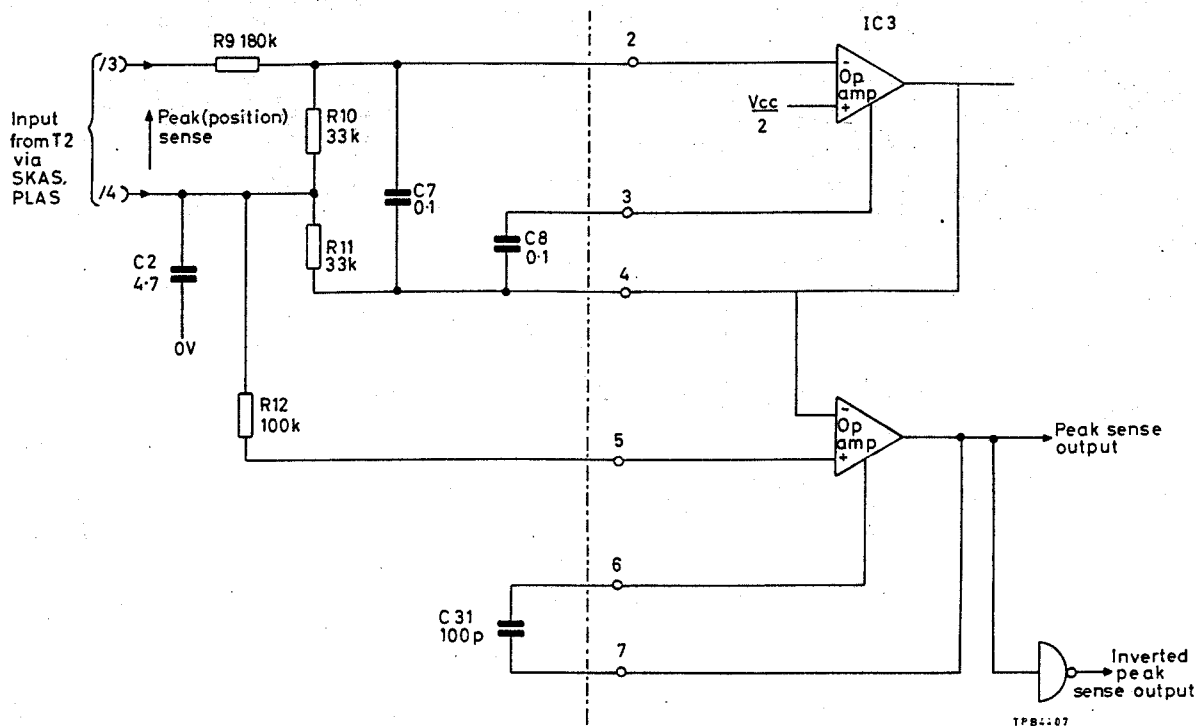 IC3
R9 180k
2
/3
-
Op
amp
+
Vcc
2
Input
from T2
via
SKAS,
PLAS
Peak(position)
sense
R10
33k
/4
C7
0·1
3
R11
33k
C8
0·1
C2
4·7
4
0V
R12
100k
-
Op
amp
+
5
Peak sense
output
6
C31
100p
7
Inverted
peak
sense output